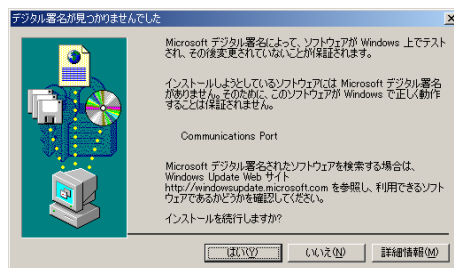 デジタル署名が見つかりませんでした
Microsoft デジタル署名によって、ソフトウェアが Windows 上でテスト
され、その後変更されていないことが保証されます。
インストールしようとしているソフトウェアには Microsoft デジタル署名
がありません。そのために、このソフトウェアが Windows で正しく動作
することは保証されません。
Communications Port
Microsoft デジタル署名されたソフトウェアを検索する場合は、
Windows Update Web サイト
http://windowsupdate.microsoft.com を参照し、利用できるソフト
ウェアであるかどうかを確認してください。
インストールを続行しますか?
はい(Y) いいえ(N) 詳細情報(M)